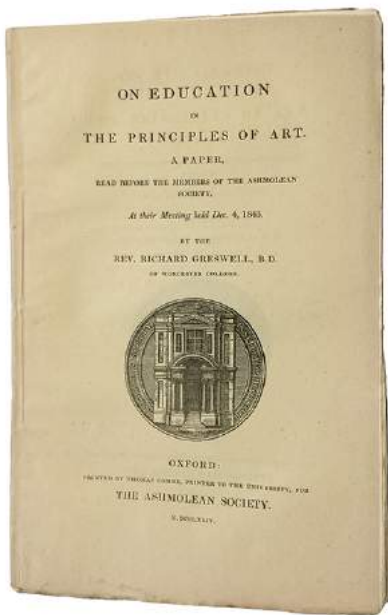 ON EDUCATION
IN
THE PRINCIPLES OF ART.
A PAPER,
READ BEFORE THE MEMBERS OF THE ASHMOLEAN
SOCIETY,
At their Meeting held Dec. 4, 1843.
BY THE
REV. RICHARD GRESWELL, B.D.
OF WORCESTER COLLEGE.
OXFORD:
PRINTED BY THOMAS COMBE, PRINTER TO THE UNIVERSITY, FOR
THE ASHMOLEAN SOCIETY.